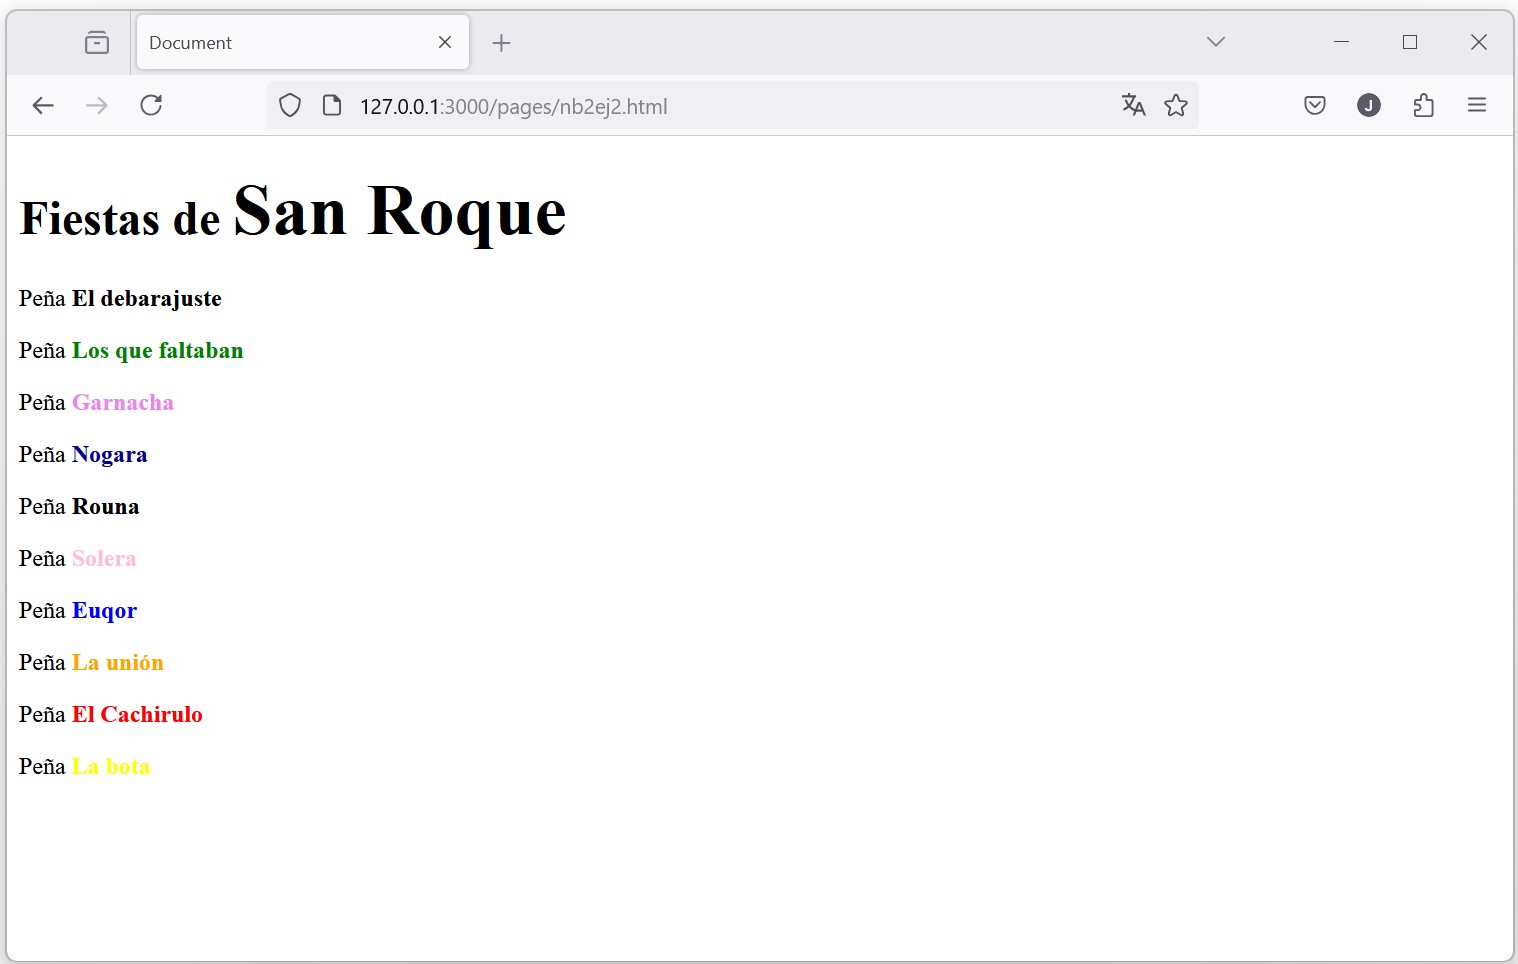 Document
127.0.0.1:3000/pages/nb2ej2.html
J
Fiestas de San Roque
Peña El debarajuste
Peña Los que faltaban
Peña Garnacha
Peña Nogara
Peña Rouna
Peña Solera
Peña Euqor
Peña La unión
Peña El Cachirulo
Peña La bota